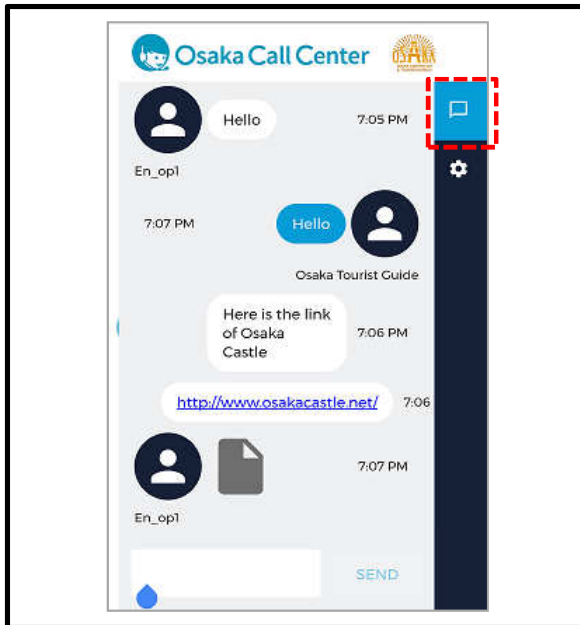 Osaka Call Center
OSAKA
Hello
7:05 PM
En_op1
7:07 PM
Hello
Osaka Tourist Guide
Here is the link
of Osaka
Castle
7:06 PM
http://www.osakacastle.net/
7:06
7:07 PM
En_op1
SEND